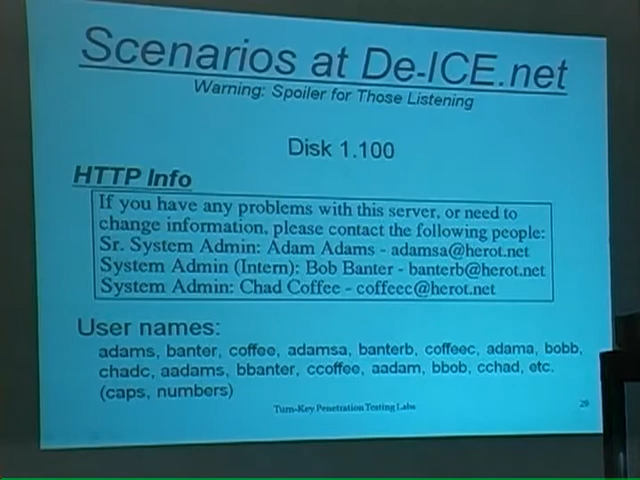 Scenarios at De-ICE.net
Warning: Spoiler for Those Listening
Disk 1.100
HTTP Info
If you have any problems with this server, or need to
change information, please contact the following people:
Sr. System Admin: Adam Adams - adamsa@herot.net
System Admin (Intern): Bob Banter - banterb@herot.net
System Admin: Chad Coffee - coffeec@herot.net
User names:
adams, banter, coffee, adamsa, banterb, coffeec, adama, bobb,
chadc, aadams, bbanter, ccoffee, aadam, bbob, cchad, etc.
(caps, numbers)
Turn-Key Penetration Testing Labs